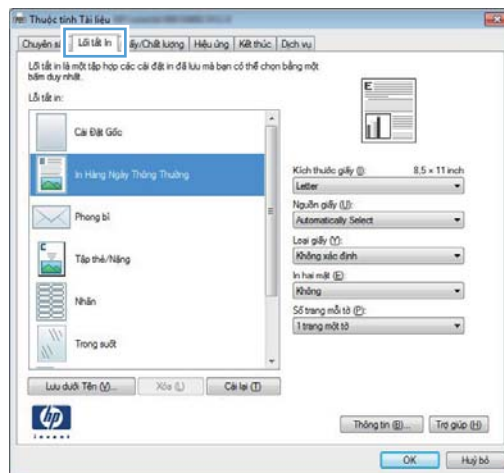 Thuộc tính Tài liệu
Chuyên s
Lối tắt in
ấy/Chất lượng
Hiệu ứng
Kết thúc
Dịch vụ
Lối tắt in là một tập hợp các cài đặt in đã lưu mà bạn có thể chọn bằng một
bấm duy nhất.
Lối tắt in:
Cài Đặt Gốc
In Hàng Ngày Thông Thường
Phong bì
Tập thẻ/Nặng
Nhãn
Trong suốt
Lưu dưới Tên (V)...
Xóa (L)
Cài lại (T)
E
Kích thước giấy (I):
8,5 × 11 inch
Letter
Nguồn giấy (U):
Automatically Select
Loại giấy (Y):
Không xác định
In hai mặt (E):
Không
Số trang mỗi tờ (P):
1 trang một tờ
hp
invent
Thông tin (B)...
Trợ giúp (H)
OK
Huỷ bỏ